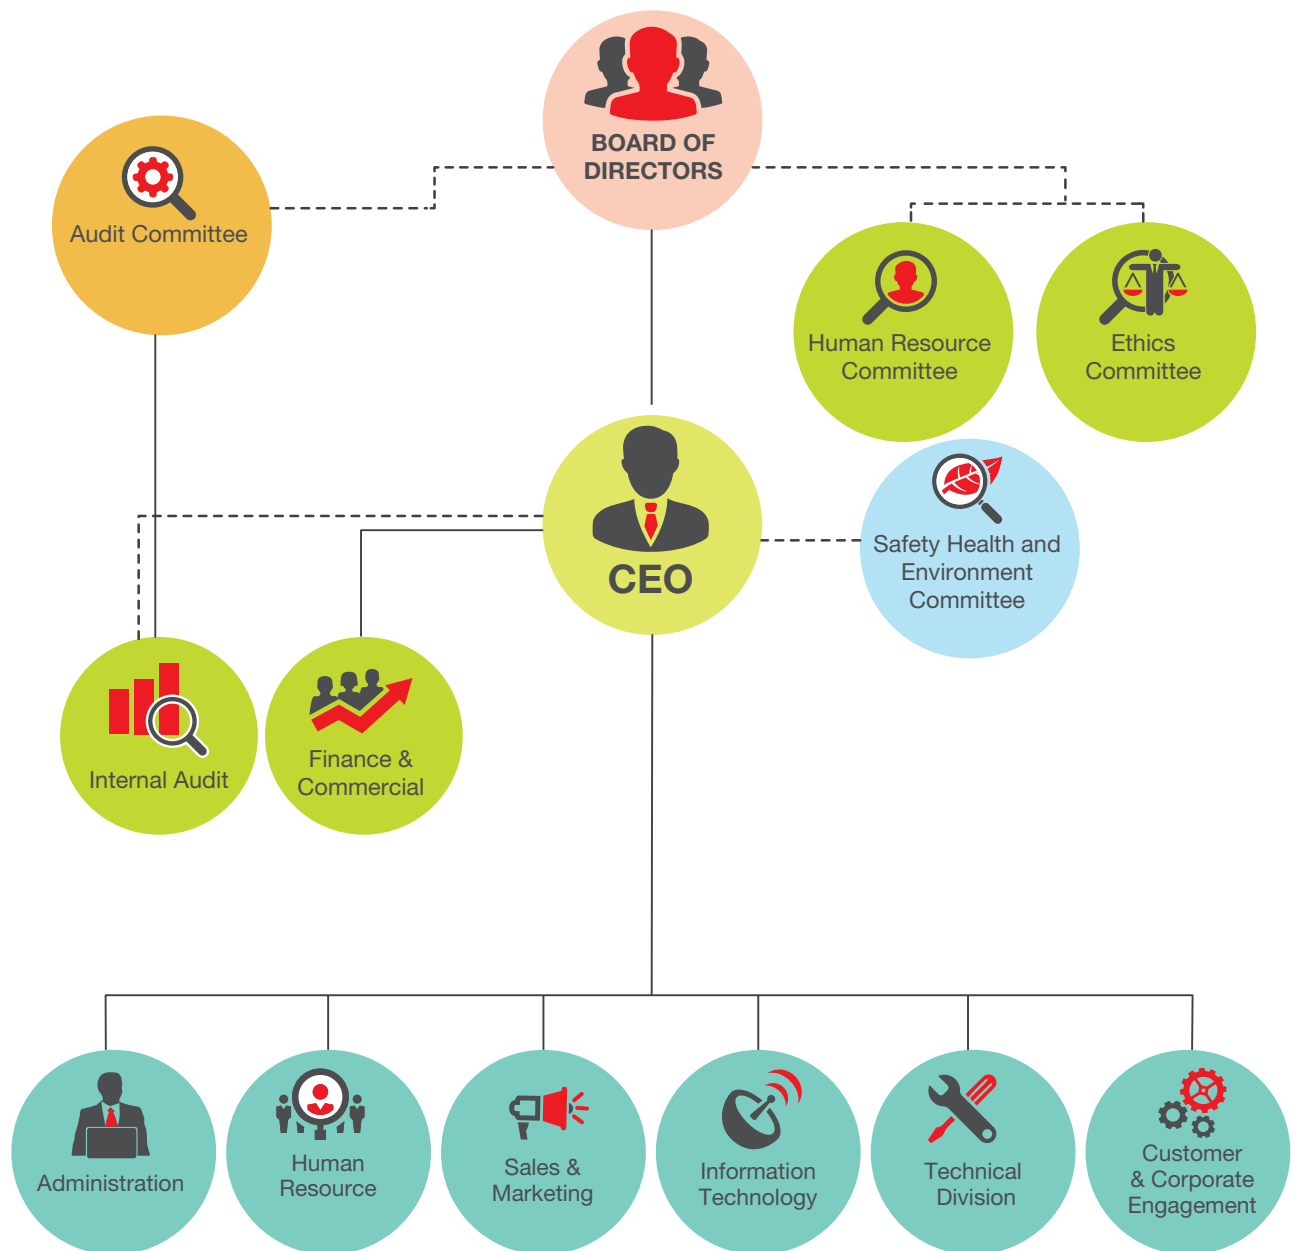 BOARD OF
DIRECTORS
Audit Committee
Human Resource
Committee
Ethics
Committee
CEO
Safety Health and
Environment
Committee
Internal Audit
Finance &
Commercial
Administration
Human
Resource
Sales &
Marketing
Information
Technology
Technical
Division
Customer
& Corporate
Engagement